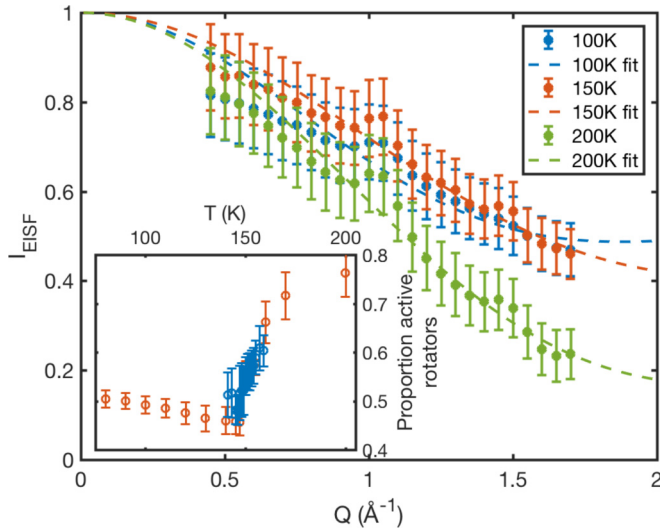 1
0.8
0.6
0.4
0.2
0
I_EISF
0
0.5
1
1.5
2
Q (Å⁻¹)
100K
100K fit
150K
150K fit
200K
200K fit
T (K)
100
150
200
0.8
0.7
0.6
0.5
0.4
Proportion active
rotators